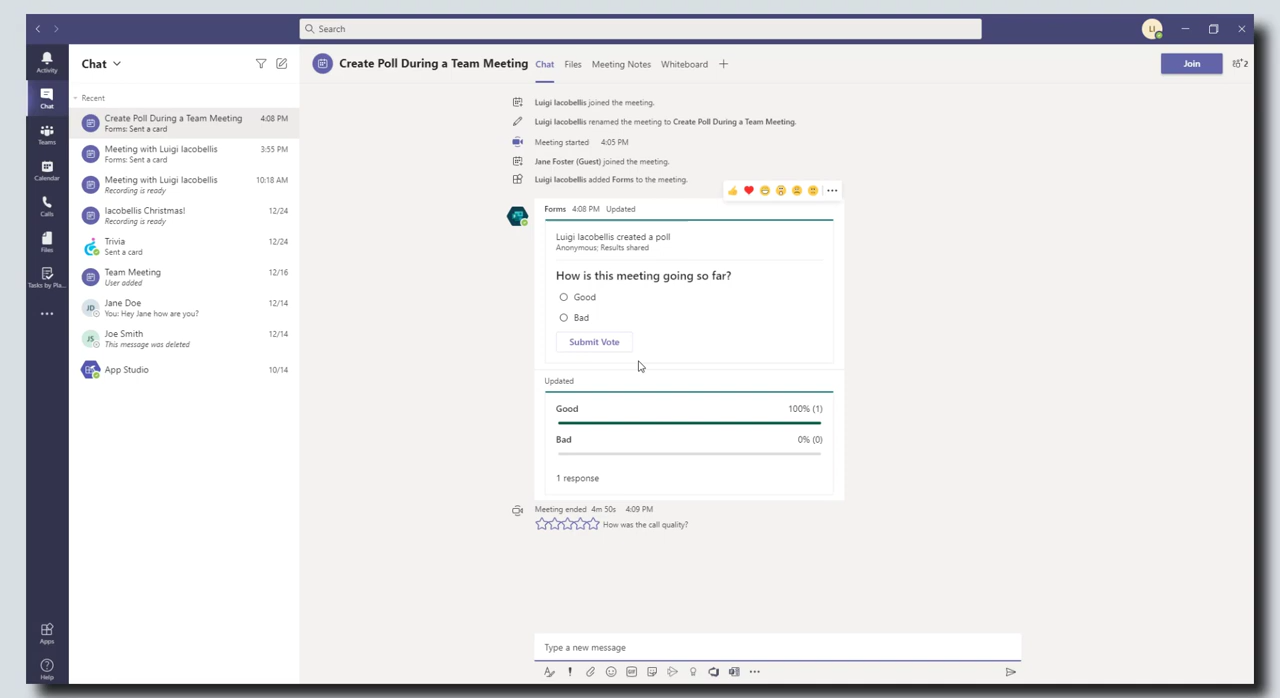 Search
LI
Activity
Chat
Teams
Calendar
Calls
Files
Tasks by Pla...
Apps
Help
Chat
Recent
Create Poll During a Team Meeting 4:08 PM
Forms: Sent a card
Meeting with Luigi Iacobellis 3:55 PM
Forms: Sent a card
Meeting with Luigi Iacobellis 10:18 AM
Recording is ready
Iacobellis Christmas! 12/24
Recording is ready
Trivia 12/24
Sent a card
Team Meeting 12/16
User added
JD
Jane Doe 12/14
You: Hey Jane how are you?
JS
Joe Smith 12/14
This message was deleted
App Studio 10/14
Create Poll During a Team Meeting Chat Files Meeting Notes Whiteboard Join 2
Luigi Iacobellis joined the meeting.
Luigi Iacobellis renamed the meeting to Create Poll During a Team Meeting.
Meeting started 4:05 PM
Jane Foster (Guest) joined the meeting.
Luigi Iacobellis added Forms to the meeting.
Forms 4:08 PM Updated
Luigi Iacobellis created a poll
Anonymous; Results shared
How is this meeting going so far?
Good
Bad
Submit Vote
Updated
Good 100% (1)
Bad 0% (0)
1 response
Meeting ended 4m 50s 4:09 PM
How was the call quality?
Type a new message
GIF